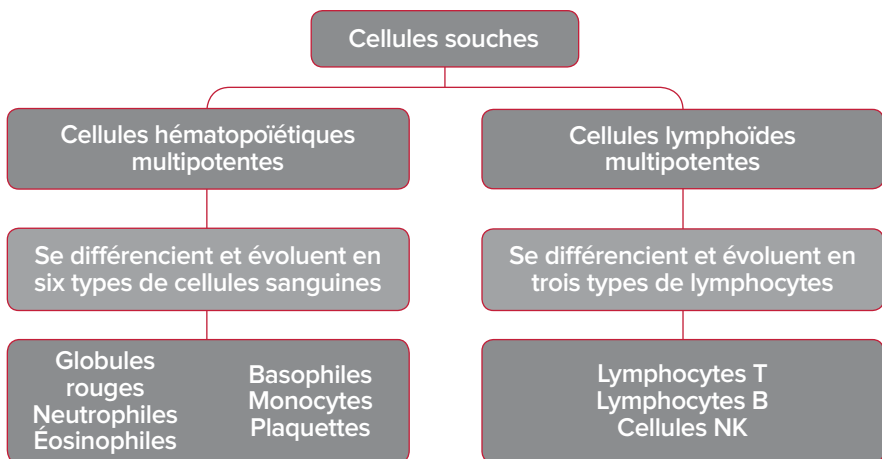 Cellules souches
Cellules hématopoïétiques
multipotentes
Cellules lymphoïdes
multipotentes
Se différencient et évoluent en
six types de cellules sanguines
Se différencient et évoluent en
trois types de lymphocytes
Globules
rouges
Neutrophiles
Éosinophiles
Basophiles
Monocytes
Plaquettes
Lymphocytes T
Lymphocytes B
Cellules NK